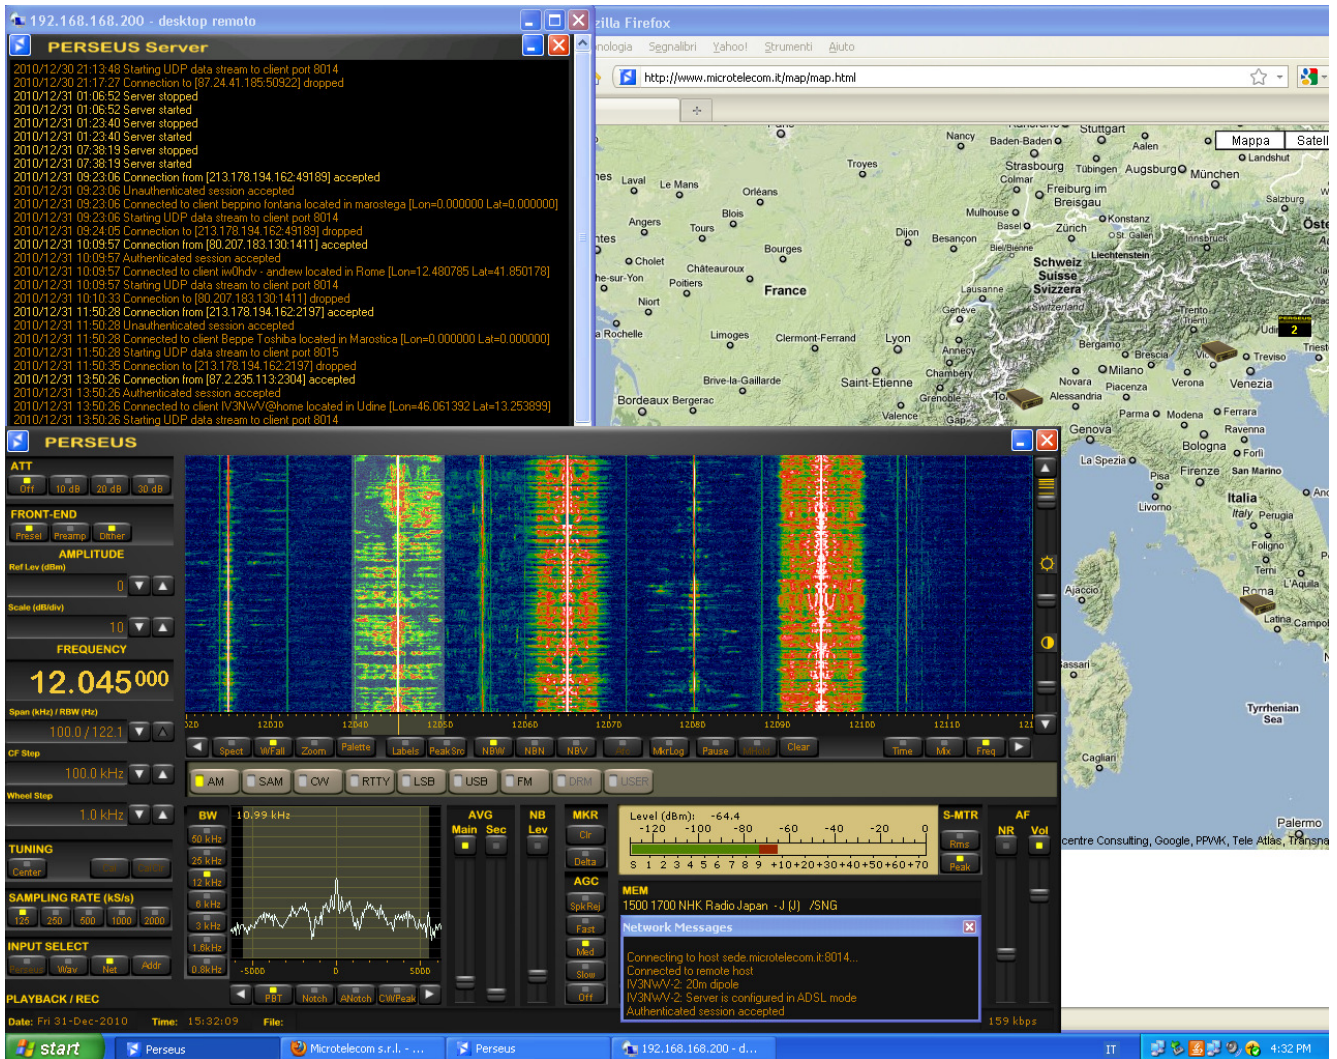 192.168.168.200 - desktop remoto
PERSEUS Server
2010/12/30 21:13:48 Starting UDP data stream to client port 8014
2010/12/30 21:17:27 Connection to [87.24.41.185:50922] dropped
2010/12/31 01:06:52 Server stopped
2010/12/31 01:06:52 Server started
2010/12/31 01:23:40 Server stopped
2010/12/31 01:23:40 Server started
2010/12/31 07:38:19 Server stopped
2010/12/31 07:38:19 Server started
2010/12/31 09:23:06 Connection from [213.178.194.162:49189] accepted
2010/12/31 09:23:06 Unauthenticated session accepted
2010/12/31 09:23:06 Connected to client beppino fontana located in marostega [Lon=0.000000 Lat=0.000000]
2010/12/31 09:23:06 Starting UDP data stream to client port 8014
2010/12/31 09:24:05 Connection to [213.178.194.162:49189] dropped
2010/12/31 10:09:57 Connection from [80.207.183.130:1411] accepted
2010/12/31 10:09:57 Authenticated session accepted
2010/12/31 10:09:57 Connected to client iw0hdv - andrew located in Rome [Lon=12.480785 Lat=41.850178]
2010/12/31 10:09:57 Starting UDP data stream to client port 8014
2010/12/31 10:10:33 Connection to [80.207.183.130:1411] dropped
2010/12/31 11:50:28 Connection from [213.178.194.162:2197] accepted
2010/12/31 11:50:28 Unauthenticated session accepted
2010/12/31 11:50:28 Connected to client Beppe Toshiba located in Marostica [Lon=0.000000 Lat=0.000000]
2010/12/31 11:50:28 Starting UDP data stream to client port 8015
2010/12/31 11:50:35 Connection to [213.178.194.162:2197] dropped
2010/12/31 13:50:26 Connection from [87.2.235.113:2304] accepted
2010/12/31 13:50:26 Authenticated session accepted
2010/12/31 13:50:26 Connected to client IV3NWV@home located in Udine [Lon=46.061392 Lat=13.253899]
2010/12/31 13:50:26 Starting UDP data stream to client port 8014
zilla Firefox
nologia Segnalibri Yahoo! Strumenti Aiuto
http://www.microtelecom.it/map/map.html
Mappa Satell
Stuttgart
Nancy Baden-Baden Aalen
Landshut
Strasbourg Tübingen Augsburg München
Troyes Colmar
Laval Le Mans Orléans Freiburg im Breisgau
Salzburg
Blois Mulhouse Konstanz
Angers Tours Dijon Basel Zürich St. Gallen Innsbruck Öste
Bourges Besançon Biel/Bienne Liechtenstein
Cholet Châteauroux Schweiz Suisse Svizzera
he-sur-Yon Poitiers France Lausanne Switzerland
Niort Genève Trento
a Rochelle Limoges Clermont-Ferrand Lyon Annecy Bergamo Brescia Treviso Trieste
PERSEUS
2
Milano
Chambéry Novara Verona Venezia
Brive-la-Gaillarde Saint-Etienne Grenoble Piacenza
Bordeaux Bergerac Valence Alessandria
Gap Parma Modena Ferrara
Genova Ravenna
Bologna Forlì
La Spezia Firenze San Marino
Pisa
Livorno Italia
Italy Perugia
Foligno
Terni
L'Aquila
Ajaccio Roma
Latina Campol
assari
Tyrrhenian Sea
Cagliari
Palermo
centre Consulting, Google, PPWK, Tele Atlas, Transna
PERSEUS
ATT
Off 10 dB 20 dB 30 dB
FRONT-END
Presel Preamp Dither
AMPLITUDE
Ref Lev (dBm)
0
Scale (dB/div)
10
FREQUENCY
12.045000
Span (kHz) / RBW (Hz)
100.0 / 122.1
CF Step
100.0 kHz
Wheel Step
1.0 kHz
TUNING
Center
SAMPLING RATE (kS/s)
125 250 500 1000 2000
INPUT SELECT
Perseus Wav Net Addr
PLAYBACK / REC
020 12030 12040 12050 12060 12070 12080 12090 12100 12110 121
Spect WFall Zoom Palette Labels PeakSrc NBW NBN NBV MkrLog Pause Clear Time Mix Freq
AM SAM CW RTTY LSB USB FM DRM USER
BW
50 kHz
25 kHz
12 kHz
6 kHz
3 kHz
1.6kHz
0.8kHz
10.99 kHz
-5000 0 5000
PBT Notch ANotch CWPeak
AVG
Main Sec
NB
Lev
MKR
Clr
Delta
AGC
SpkRej
Fast
Med
Slow
Off
Level (dBm): -64.4
-120 -100 -80 -60 -40 -20 0
S 1 2 3 4 5 6 7 8 9 +10+20+30+40+50+60+70
S-MTR
Rms
Peak
AF
NR Vol
MEM
1500 1700 NHK Radio Japan - J (J) /SNG
Network Messages
Connecting to host sede.microtelecom.it:8014...
Connected to remote host
IV3NWV-2: 20m dipole
IV3NWV-2: Server is configured in ADSL mode
Authenticated session accepted
Date: Fri 31-Dec-2010 Time: 15:32:09 File:
159 kbps
start Perseus Microtelecom s.r.l. - ... Perseus 192.168.168.200 - d...
IT 4:32 PM